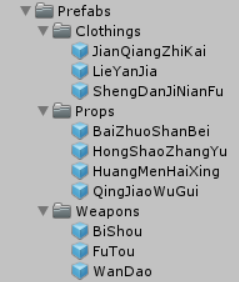 Prefabs
Clothings
JianQiangZhiKai
LieYanJia
ShengDanJiNianFu
Props
BaiZhuoShanBei
HongShaoZhangYu
HuangMenHaiXing
QingJiaoWuGui
Weapons
BiShou
FuTou
WanDao